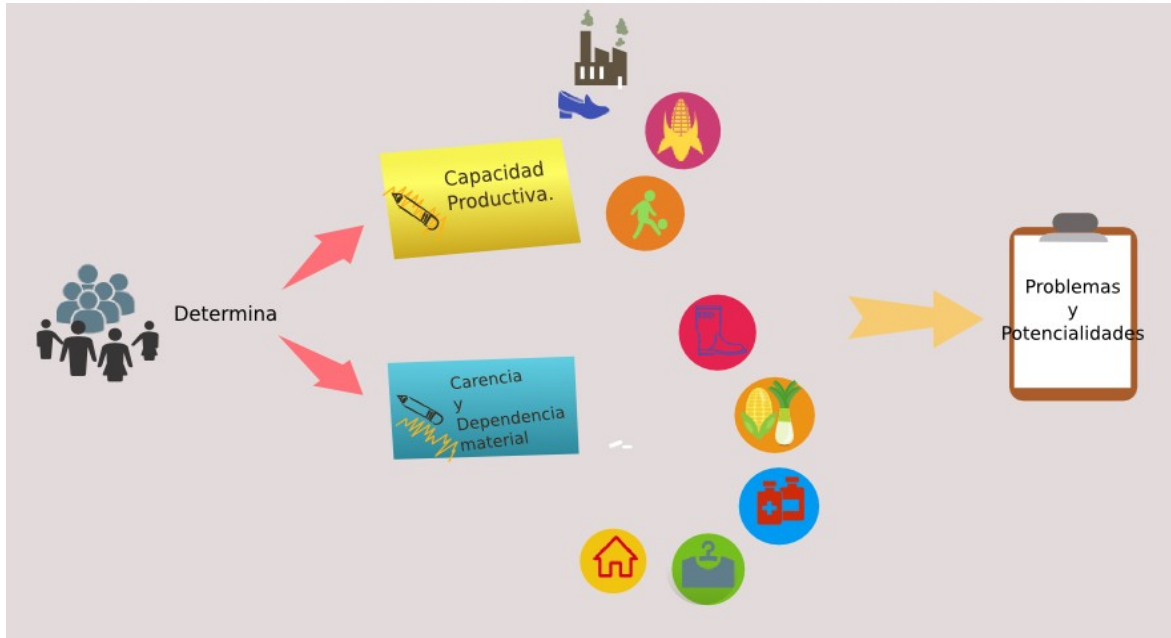 Determina
Capacidad
Productiva.
Carencia
y
Dependencia
material
Problemas
y
Potencialidades